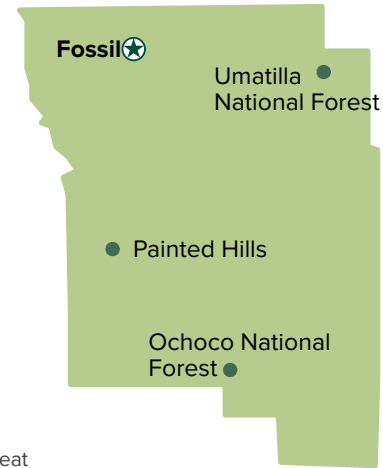 Fossil
Umatilla
National Forest
Painted Hills
Ochoco National
Forest
eat